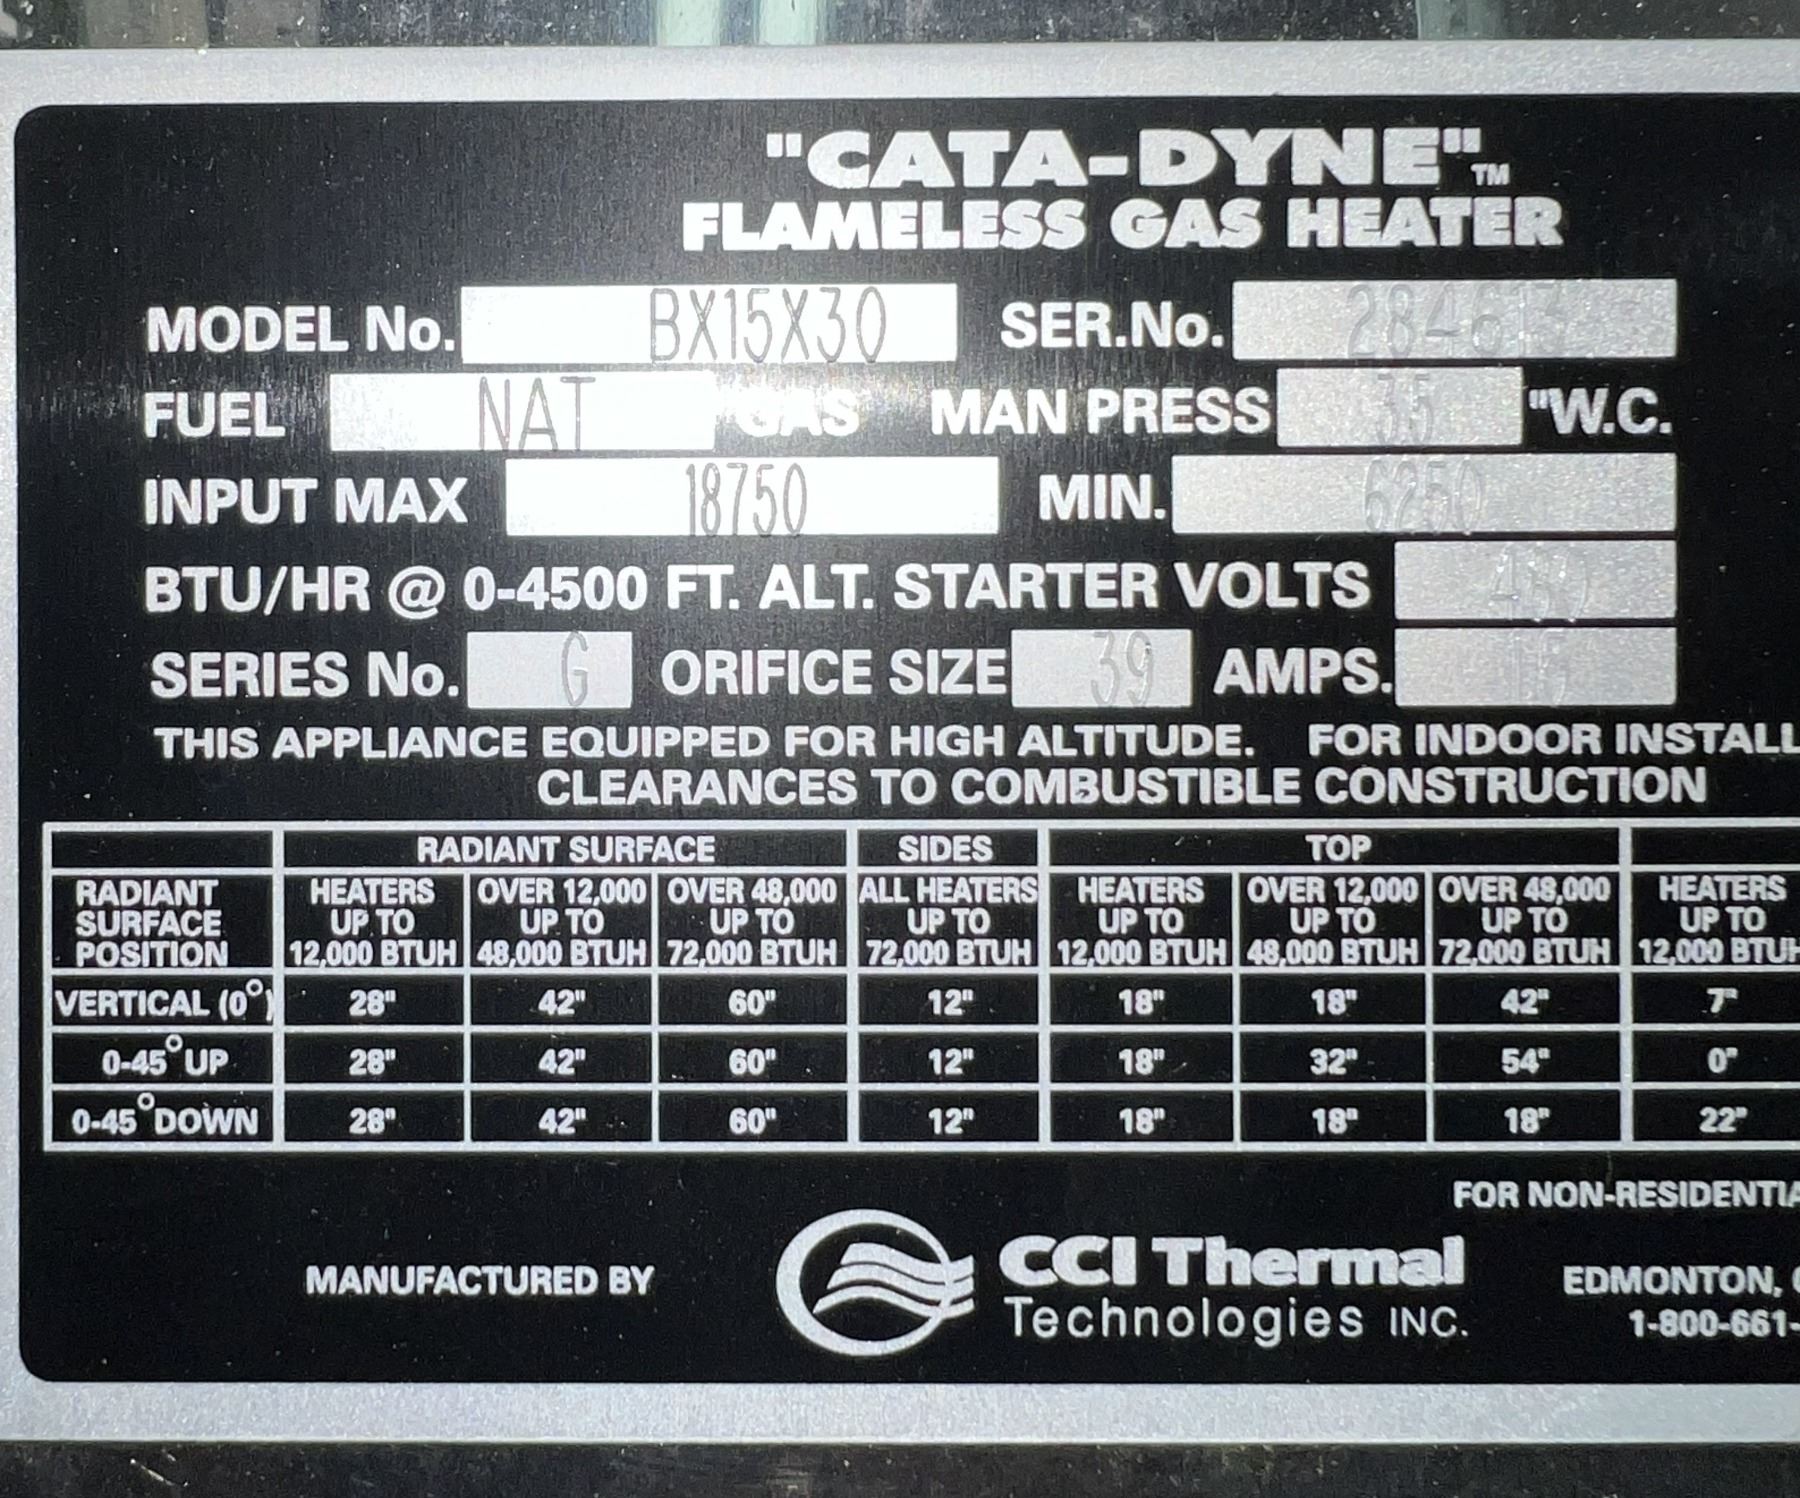 "CATA-DYNE"™
FLAMELESS GAS HEATER
MODEL No. BX15X30 SER.No.
FUEL NAT GAS MAN PRESS 3.5 "W.C.
INPUT MAX 18750 MIN. 6250
BTU/HR @ 0-4500 FT. ALT. STARTER VOLTS
SERIES No. G ORIFICE SIZE 39 AMPS.
THIS APPLIANCE EQUIPPED FOR HIGH ALTITUDE. FOR INDOOR INSTALL
CLEARANCES TO COMBUSTIBLE CONSTRUCTION
RADIANT SURFACE SIDES TOP
RADIANT SURFACE POSITION HEATERS UP TO 12,000 BTUH OVER 12,000 UP TO 48,000 BTUH OVER 48,000 UP TO 72,000 BTUH ALL HEATERS UP TO 72,000 BTUH HEATERS UP TO 12,000 BTUH OVER 12,000 UP TO 48,000 BTUH OVER 48,000 UP TO 72,000 BTUH HEATERS UP TO 12,000 BTUH
VERTICAL (0°) 28" 42" 60" 12" 18" 18" 42" 7"
0-45° UP 28" 42" 60" 12" 18" 32" 54" 0"
0-45° DOWN 28" 42" 60" 12" 18" 18" 18" 22"
FOR NON-RESIDENTIA
MANUFACTURED BY CCI Thermal Technologies INC.
EDMONTON,
1-800-661-